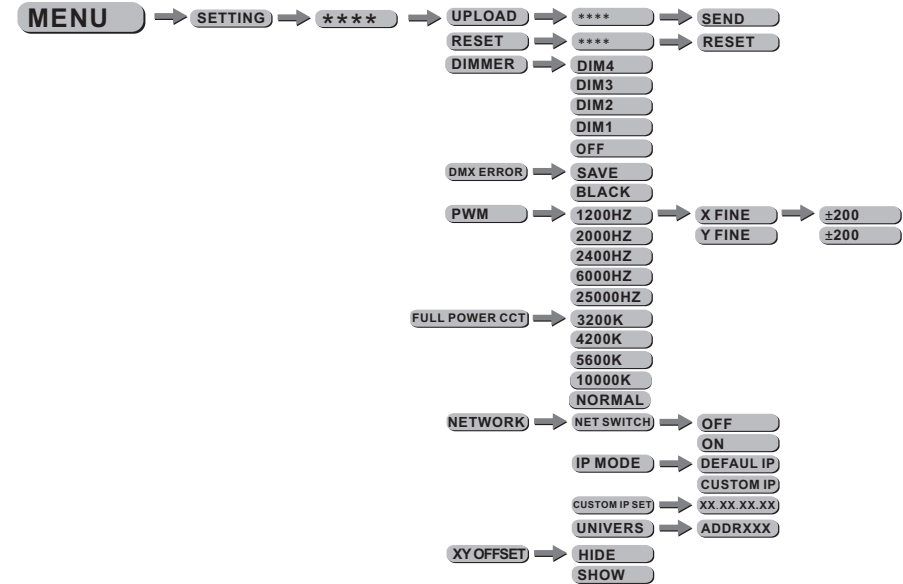 MENU SETTING **** UPLOAD **** SEND
RESET **** RESET
DIMMER DIM4
DIM3
DIM2
DIM1
OFF
DMX ERROR SAVE
BLACK
PWM 1200HZ X FINE ±200
2000HZ Y FINE ±200
2400HZ
6000HZ
25000HZ
FULL POWER CCT 3200K
4200K
5600K
10000K
NORMAL
NETWORK NET SWITCH OFF
ON
IP MODE DEFAUL IP
CUSTOM IP
CUSTOM IP SET XX.XX.XX.XX
UNIVERS ADDRXXX
XY OFFSET HIDE
SHOW